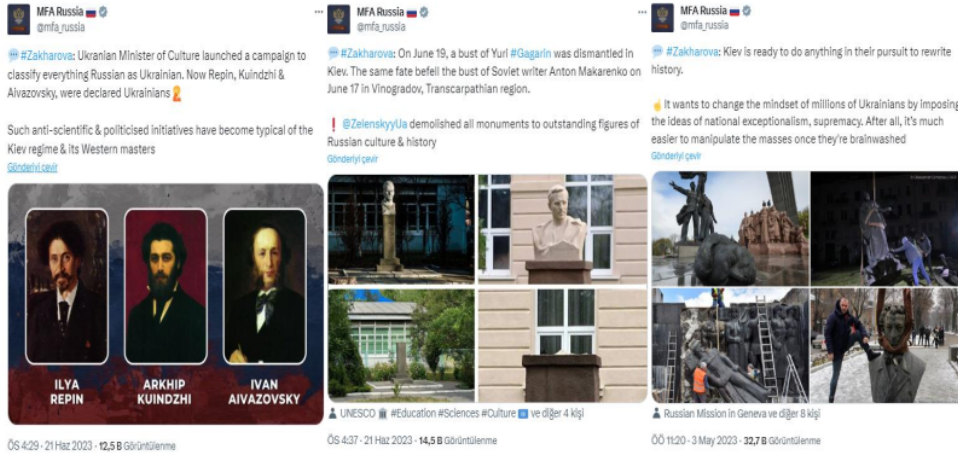 MFA Russia
@mfa_russia
#Zakharova: Ukranian Minister of Culture launched a campaign to
classify everything Russian as Ukrainian. Now Repin, Kuindzhi &
Aivazovsky, were declared Ukrainians
Such anti-scientific & politicised initiatives have become typical of the
Kiev regime & its Western masters
Gönderiyi çevir
ILYA
REPIN
ARKHIP
KUINDZHI
IVAN
AIVAZOVSKY
ÖS 4:29 · 21 Haz 2023 · 12,5 B Görüntülenme
MFA Russia
@mfa_russia
#Zakharova: On June 19, a bust of Yuri #Gagarin was dismantled in
Kiev. The same fate befell the bust of Soviet writer Anton Makarenko on
June 17 in Vinogradov, Transcarpathian region.
@ZelenskyyUa demolished all monuments to outstanding figures of
Russian culture & history
Gönderiyi çevir
UNESCO #Education #Sciences #Culture ve diğer 4 kişi
ÖS 4:37 · 21 Haz 2023 · 14,5 B Görüntülenme
MFA Russia
@mfa_russia
#Zakharova: Kiev is ready to do anything in their pursuit to rewrite
history.
It wants to change the mindset of millions of Ukrainians by imposing
the ideas of national exceptionalism, supremacy. After all, it's much
easier to manipulate the masses once they're brainwashed
Gönderiyi çevir
Russian Mission in Geneva ve diğer 8 kişi
ÖÖ 11:20 · 3 May 2023 · 32,7 B Görüntülenme